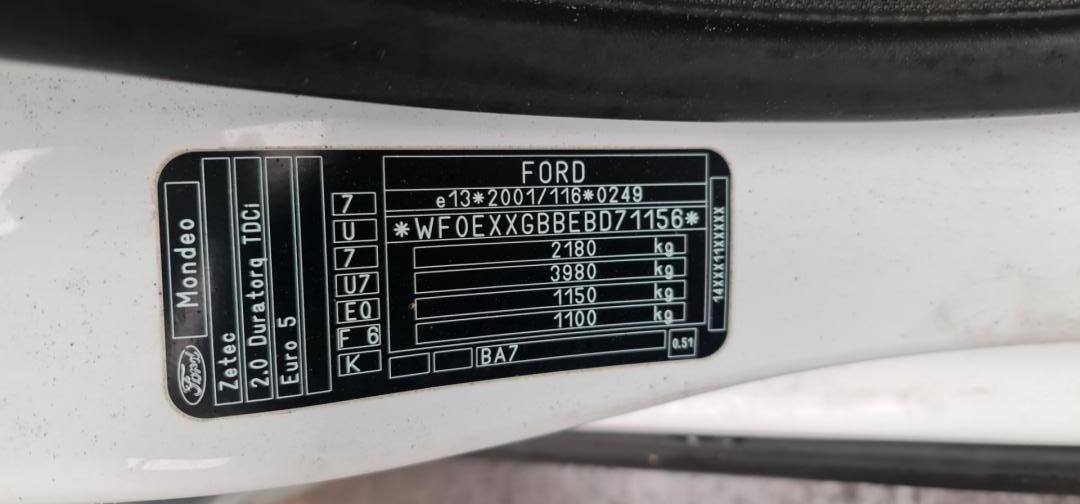 FORD
e13*2001/116*0249
*WF0EXXGBBEBD71156*
2180 kg
3980 kg
1150 kg
1100 kg
BA7
0.51
14XXX11XXXXX
7
U
7
U7
EQ
F 6
K
Ford
Mondeo
Zetec
2.0 Duratorq TDCi
Euro 5